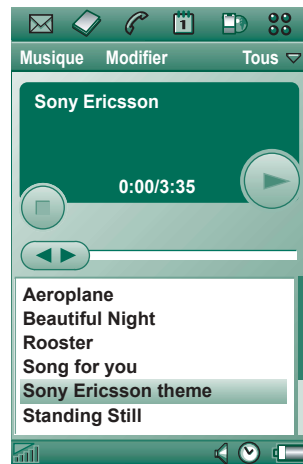 1
Musique Modifier Tous
Sony Ericsson
0:00/3:35
Aeroplane
Beautiful Night
Rooster
Song for you
Sony Ericsson theme
Standing Still